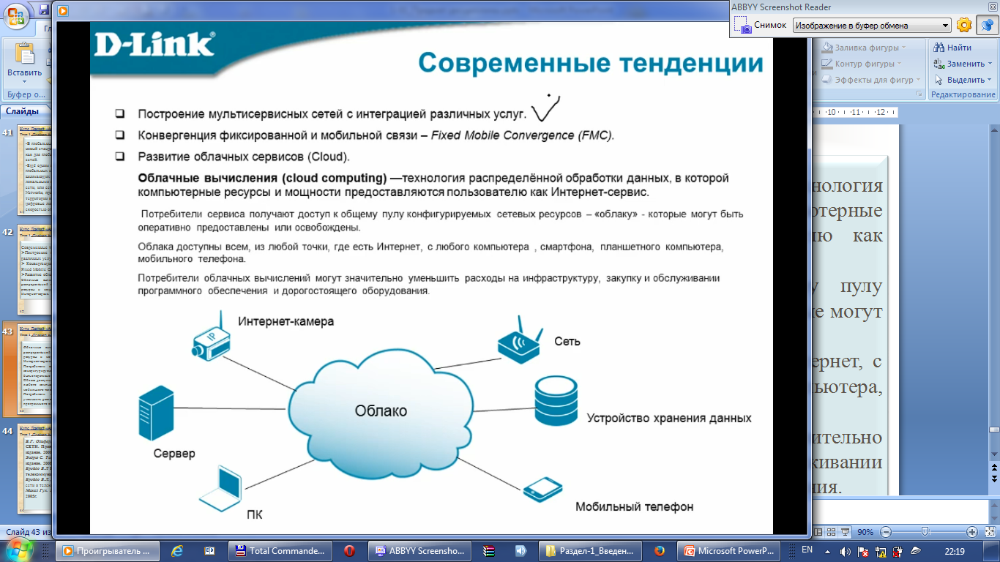 ABBYY Screenshot Reader
Снимок
Изображение в буфер обмена
Вставить
Буфер о...
Слайды
41
42
43
44
D-Link®
Современные тенденции
Построение мультисервисных сетей с интеграцией различных услуг.
Конвергенция фиксированной и мобильной связи – Fixed Mobile Convergence (FMC).
Развитие облачных сервисов (Cloud).
Облачные вычисления (cloud computing) —технология распределённой обработки данных, в которой
компьютерные ресурсы и мощности предоставляются пользователю как Интернет-сервис.
Потребители сервиса получают доступ к общему пулу конфигурируемых сетевых ресурсов – «облаку» - которые могут быть
оперативно предоставлены или освобождены.
Облака доступны всем, из любой точки, где есть Интернет, с любого компьютера , смартфона, планшетного компьютера,
мобильного телефона.
Потребители облачных вычислений могут значительно уменьшить расходы на инфраструктуру, закупку и обслуживании
программного обеспечения и дорогостоящего оборудования.
Интернет-камера
IP
Сеть
Облако
Устройство хранения данных
Сервер
ПК
Мобильный телефон
Заливка фигуры
Контур фигуры
Эффекты для фигур
Найти
Заменить
Выделить
Редактирование
10 11 12
нология
ютерные
ю как
у пулу
е могут
ернет, с
ьютера,
ительно
живании
ния.
Слайд 43 из
90%
Проигрыватель ...
Total Commande...
ABBYY Screensho...
Раздел-1_Введен...
Microsoft PowerP...
EN
22:19